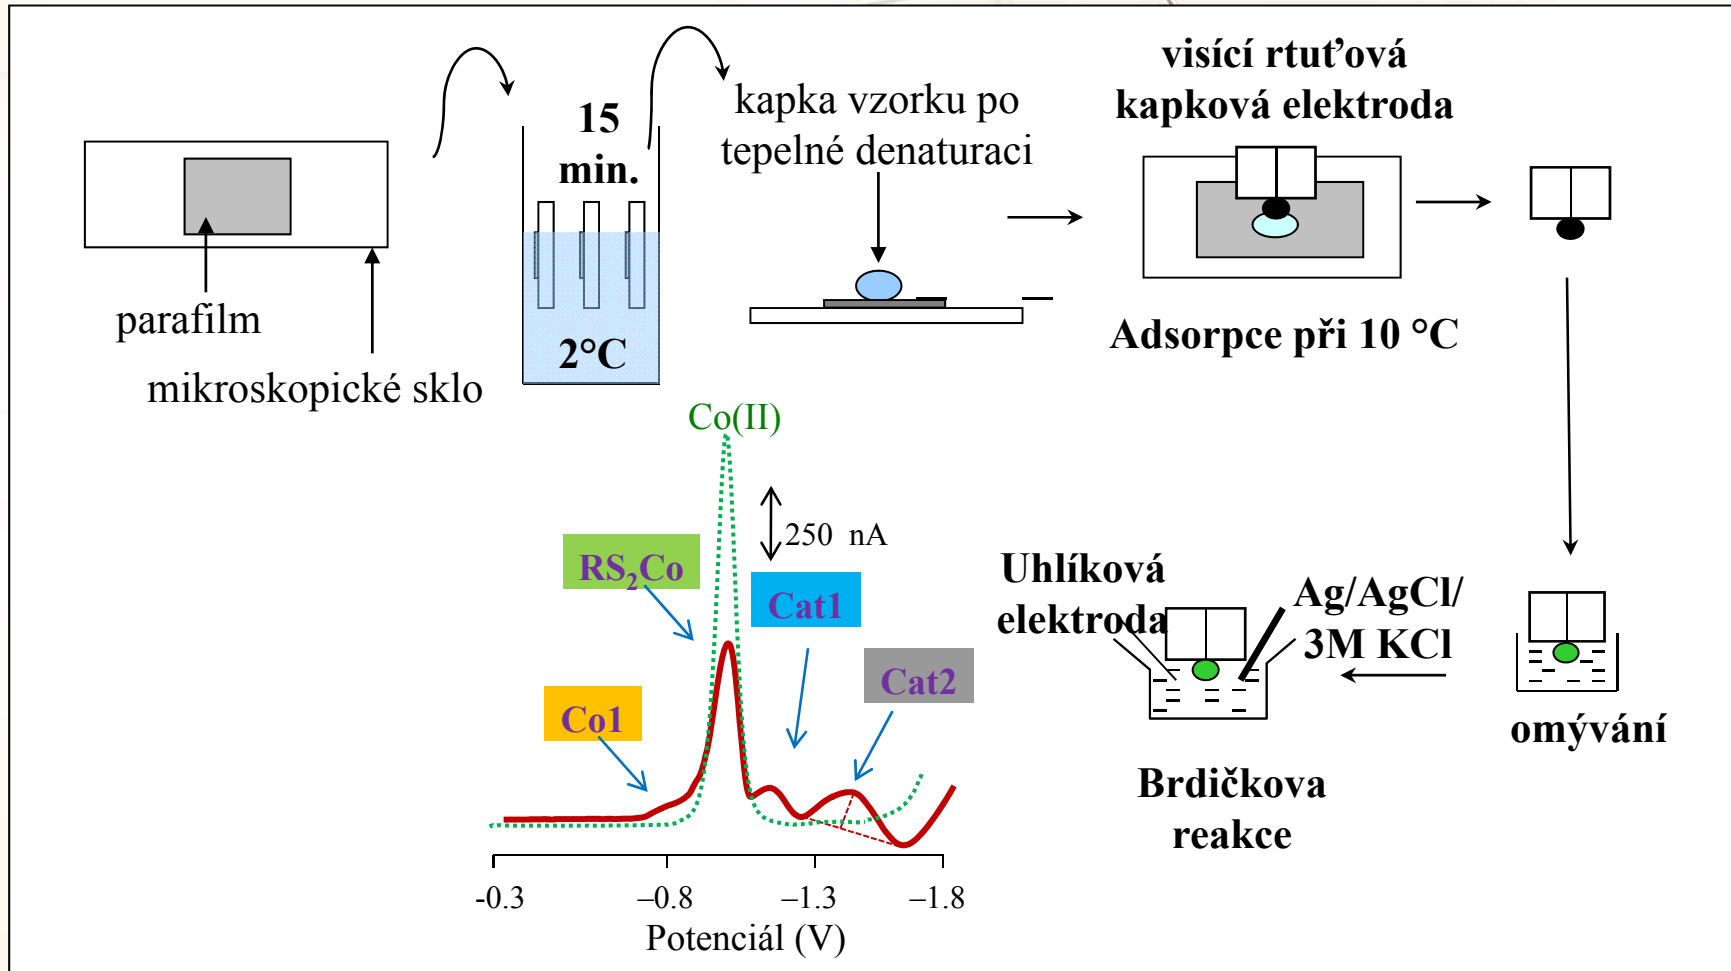 15
min.
2°C
parafilm
mikroskopické sklo
kapka vzorku po
tepelné denaturaci
visící rtuťová
kapková elektroda
Adsorpce při 10 °C
omývání
Ag/AgCl/
3M KCl
Uhlíková
elektroda
Brdičkova
reakce
Co(II)
250 nA
RS₂Co
Cat1
Cat2
Co1
-0.3
–0.8
–1.3
–1.8
Potenciál (V)